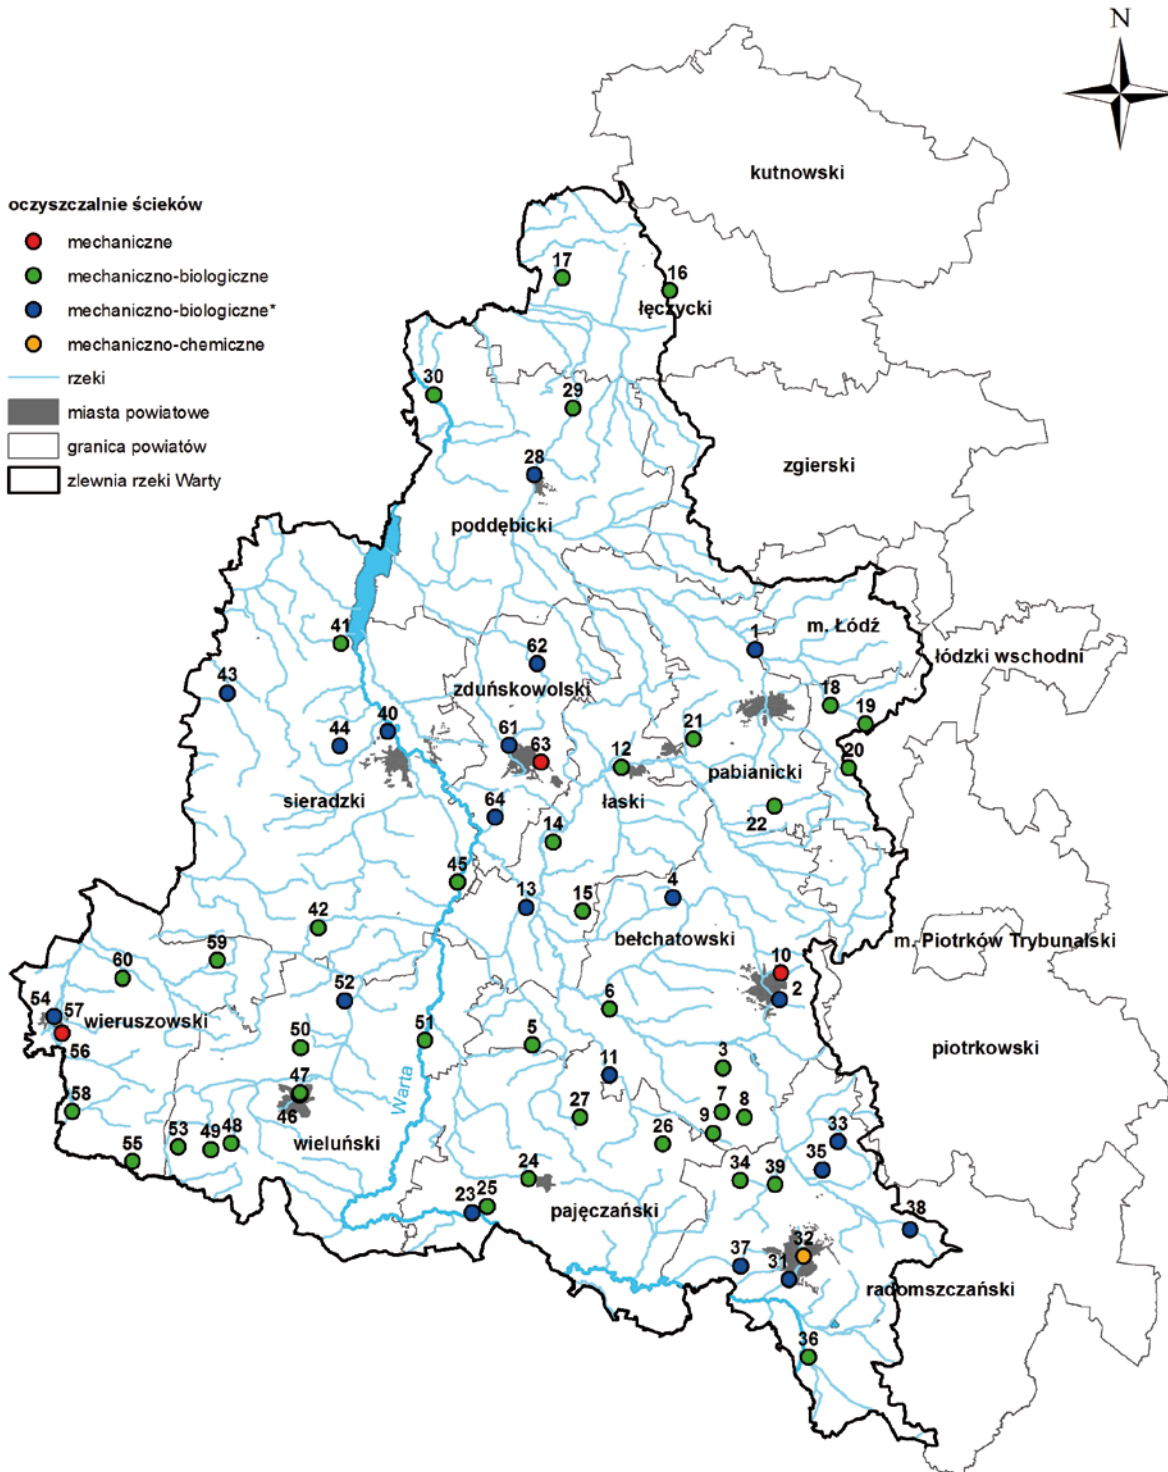 N
kutnowski
oczyszczalnie ścieków
mechaniczne
mechaniczno-biologiczne
mechaniczno-biologiczne*
mechaniczno-chemiczne
rzeki
miasta powiatowe
granica powiatów
zlewnia rzeki Warty
17
16
łęczycki
30
29
28
zgierski
poddębicki
41
62
1
m. Łódź
łódzki wschodni
43
zduńskowolski
18
19
44
40
61
63
12
21
20
pabianicki
sieradzki
łaski
64
14
22
45
13
15
4
42
bełchatowski
m. Piotrków Trybunalski
59
60
52
10
2
54
57
wieruszowski
6
50
51
5
piotrkowski
56
11
3
47
Warta
58
46
27
7
8
9
26
33
53
49
48
wieluński
55
35
24
34
39
23
25
pajęczański
38
37
32
31
radomszczański
36